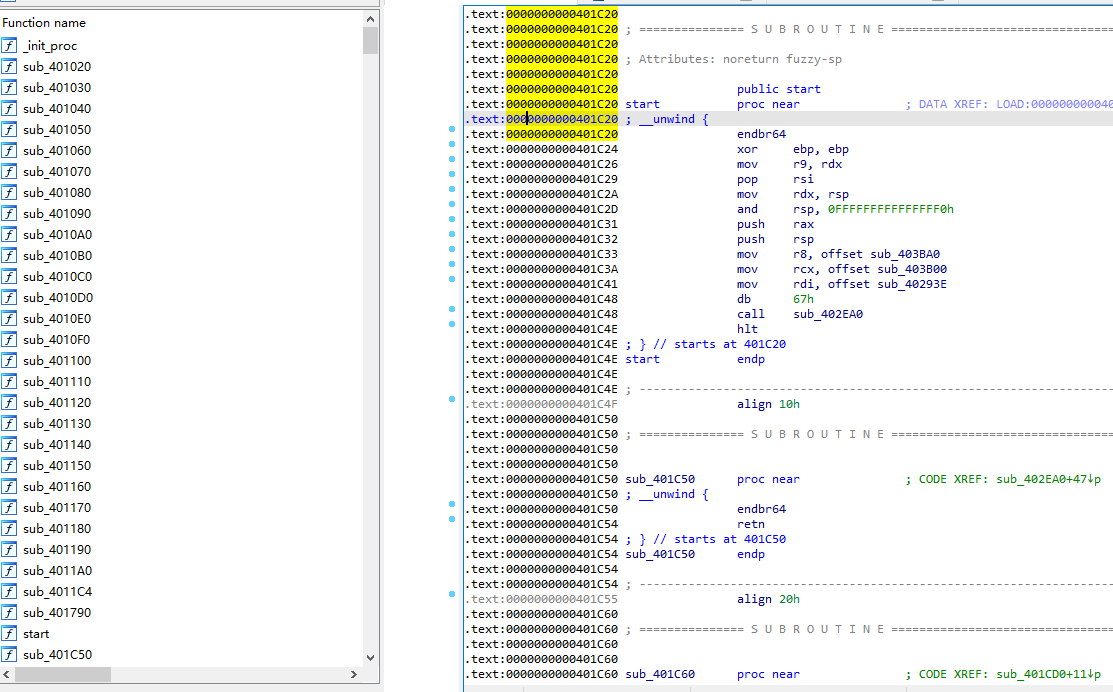 Function name
f _init_proc
f sub_401020
f sub_401030
f sub_401040
f sub_401050
f sub_401060
f sub_401070
f sub_401080
f sub_401090
f sub_4010A0
f sub_4010B0
f sub_4010C0
f sub_4010D0
f sub_4010E0
f sub_4010F0
f sub_401100
f sub_401110
f sub_401120
f sub_401130
f sub_401140
f sub_401150
f sub_401160
f sub_401170
f sub_401180
f sub_401190
f sub_4011A0
f sub_4011C4
f sub_401790
f start
f sub_401C50
.text:0000000000401C20
.text:0000000000401C20 ; ============== S U B R O U T I N E ==============================
.text:0000000000401C20
.text:0000000000401C20 ; Attributes: noreturn fuzzy-sp
.text:0000000000401C20
.text:0000000000401C20 public start
.text:0000000000401C20 start proc near ; DATA XREF: LOAD:000000000040
.text:0000000000401C20 ; __unwind {
.text:0000000000401C20 endbr64
.text:0000000000401C24 xor ebp, ebp
.text:0000000000401C26 mov r9, rdx
.text:0000000000401C29 pop rsi
.text:0000000000401C2A mov rdx, rsp
.text:0000000000401C2D and rsp, 0FFFFFFFFFFFFFFF0h
.text:0000000000401C31 push rax
.text:0000000000401C32 push rsp
.text:0000000000401C33 mov r8, offset sub_403BA0
.text:0000000000401C3A mov rcx, offset sub_403B00
.text:0000000000401C41 mov rdi, offset sub_40293E
.text:0000000000401C48 db 67h
.text:0000000000401C48 call sub_402EA0
.text:0000000000401C4E hlt
.text:0000000000401C4E ; } // starts at 401C20
.text:0000000000401C4E start endp
.text:0000000000401C4E
.text:0000000000401C4E ; ---------------------------------------------------------------
.text:0000000000401C4F align 10h
.text:0000000000401C50
.text:0000000000401C50 ; ============== S U B R O U T I N E ==============================
.text:0000000000401C50
.text:0000000000401C50
.text:0000000000401C50 sub_401C50 proc near ; CODE XREF: sub_402EA0+47↓p
.text:0000000000401C50 ; __unwind {
.text:0000000000401C50 endbr64
.text:0000000000401C54 retn
.text:0000000000401C54 ; } // starts at 401C50
.text:0000000000401C54 sub_401C50 endp
.text:0000000000401C54
.text:0000000000401C54 ; ---------------------------------------------------------------
.text:0000000000401C55 align 20h
.text:0000000000401C60
.text:0000000000401C60 ; ============== S U B R O U T I N E ==============================
.text:0000000000401C60
.text:0000000000401C60
.text:0000000000401C60 sub_401C60 proc near ; CODE XREF: sub_401CD0+11↓p